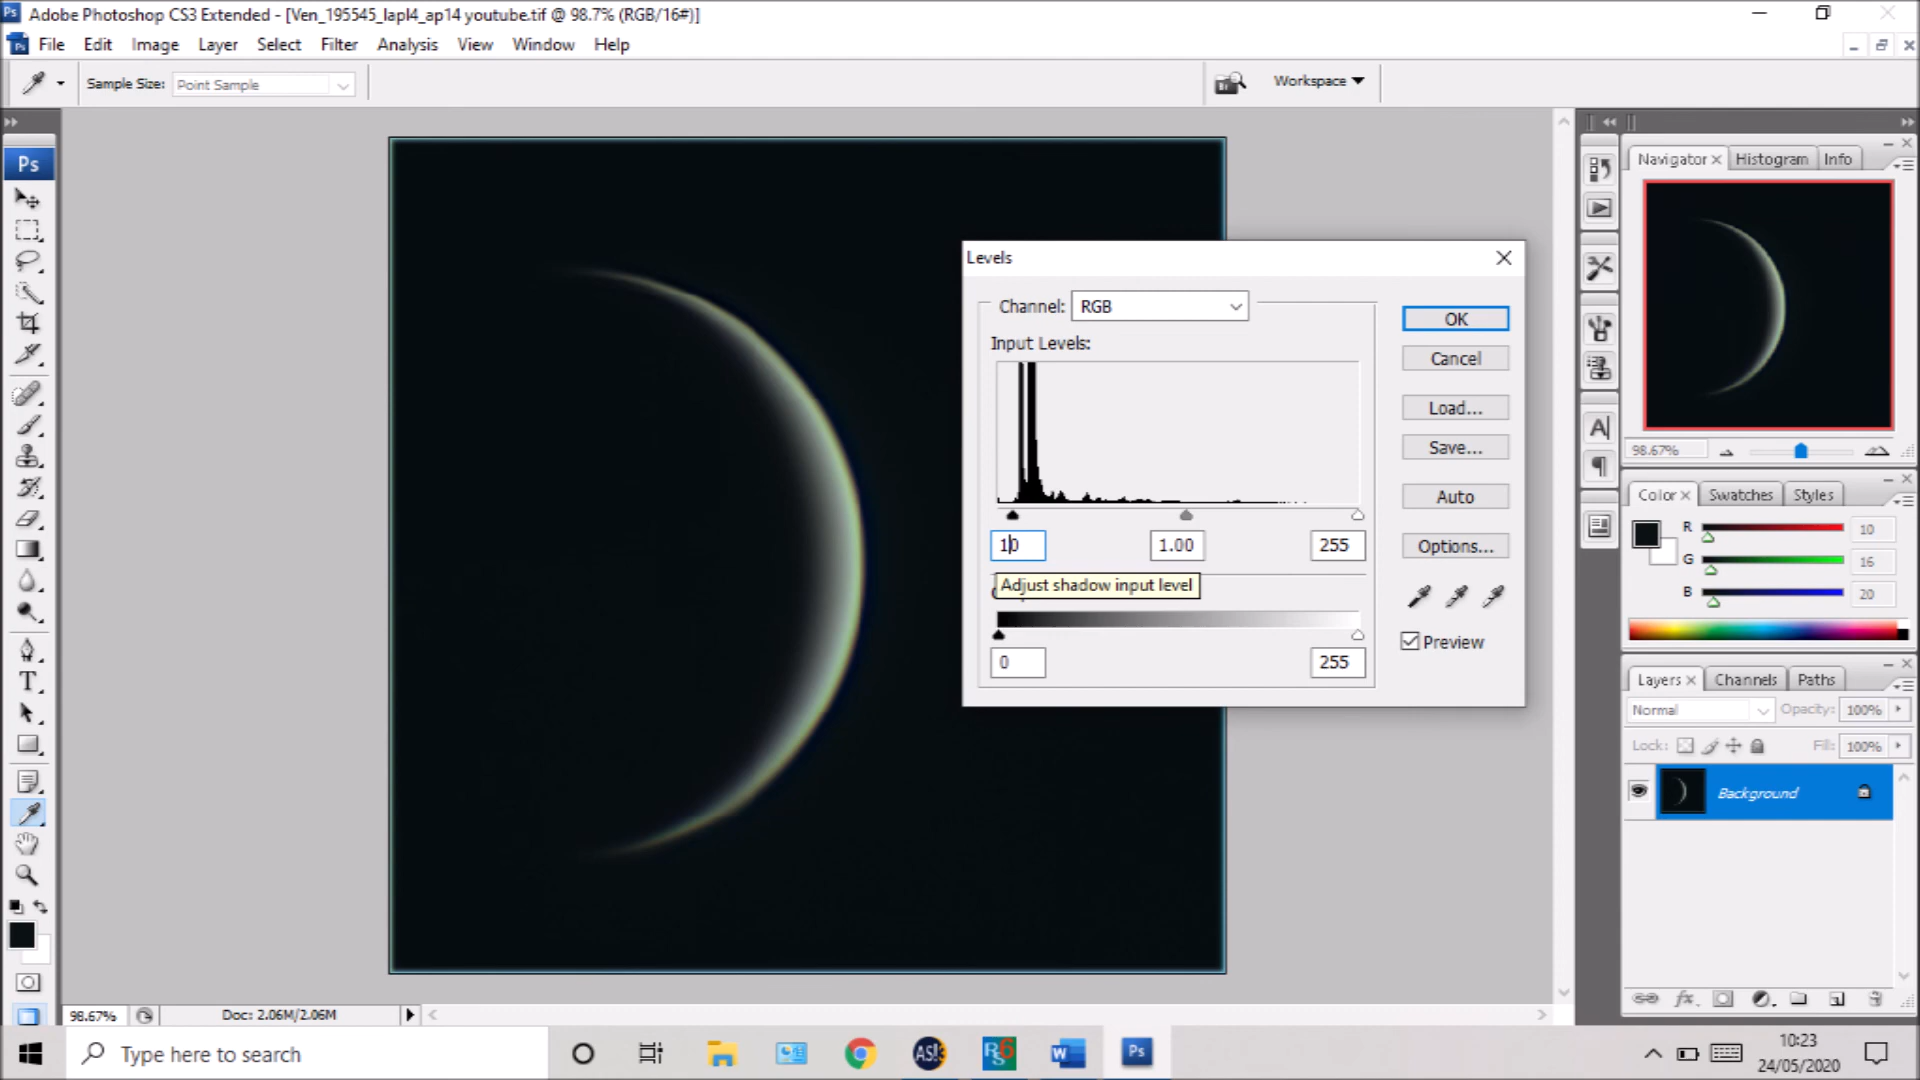 Adobe Photoshop CS3 Extended - [Ven_195545_lapl4_ap14 youtube.tif @ 98.7% (RGB/16#)]
File Edit Image Layer Select Filter Analysis View Window Help
Sample Size: Point Sample
Workspace
Ps
Navigator Histogram Info
98.67%
Levels
Channel: RGB
Input Levels:
10 1.00 255
Adjust shadow input level
0 255
OK
Cancel
Load...
Save...
Auto
Options...
Preview
Color Swatches Styles
R 10
G 16
B 20
Layers Channels Paths
Normal Opacity: 100%
Lock: Fill: 100%
Background
98.67% Doc: 2.06M/2.06M
Type here to search
10:23
24/05/2020